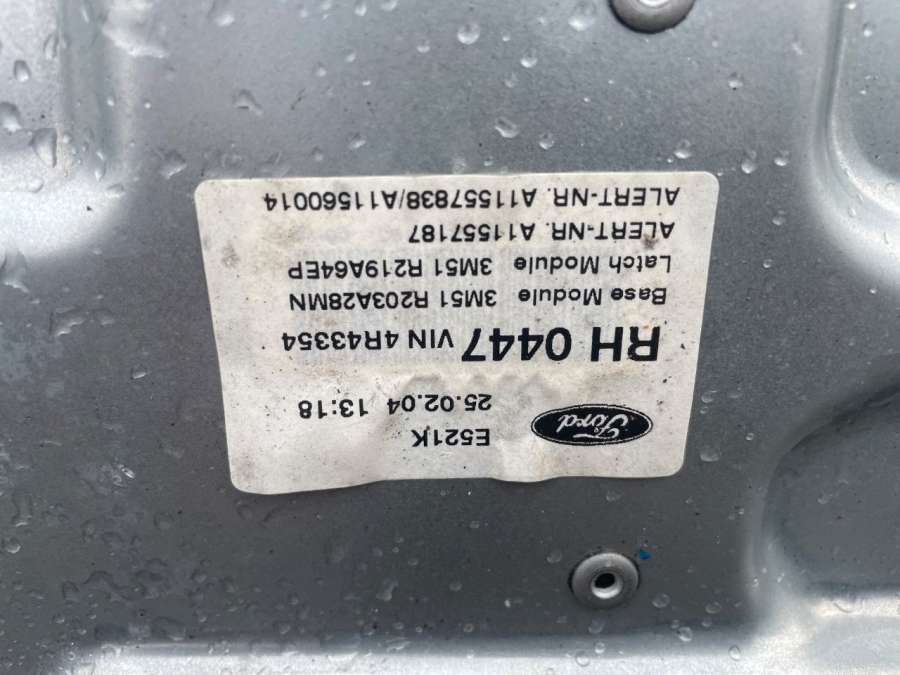 Ford E521K
25.02.04 13:18
RH 0447 VIN 4R43354
Base Module 3M51 R203A28MN
Latch Module 3M51 R219A64EP
ALERT-NR. A11557187
ALERT-NR. A11557838/A11560014